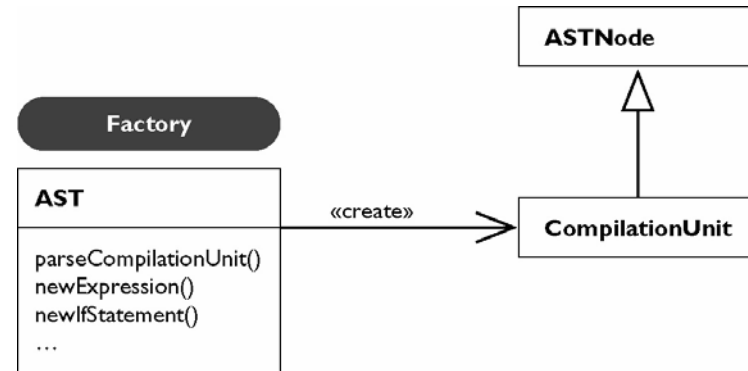 ASTNode
Factory
AST
«create»
CompilationUnit
parseCompilationUnit()
newExpression()
newIfStatement()
...